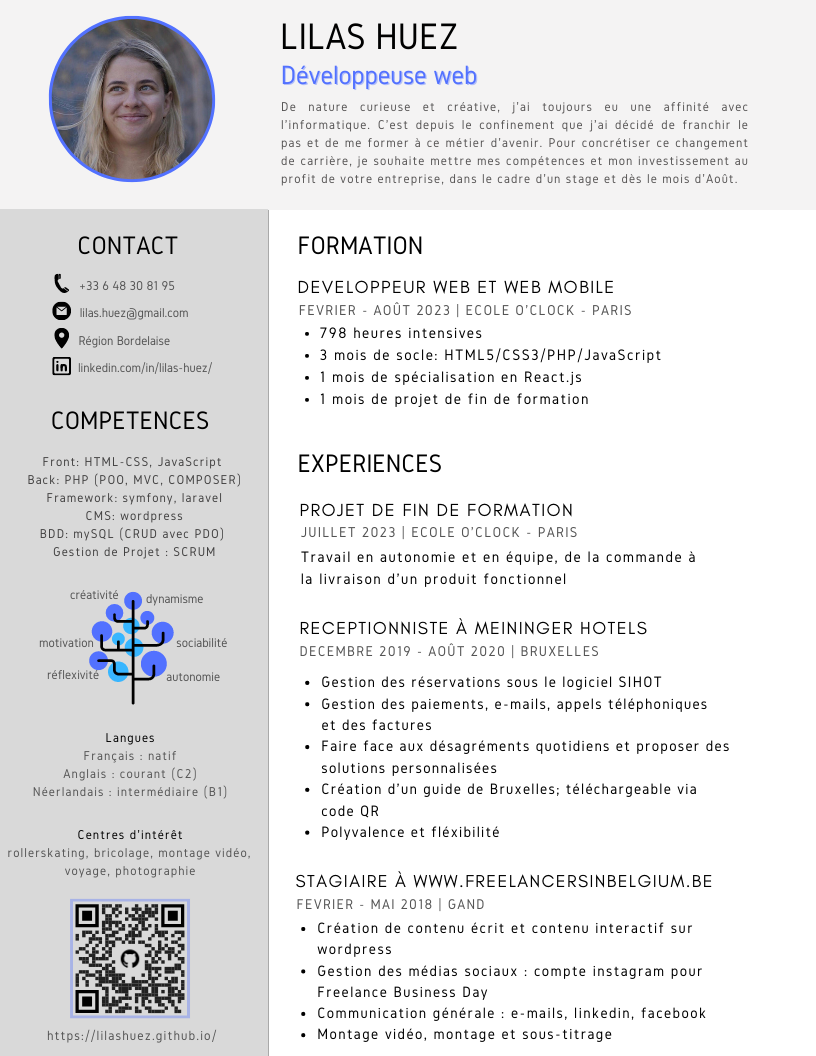 LILAS HUEZ
Développeuse web
De nature curieuse et créative, j'ai toujours eu une affinité avec
l'informatique. C'est depuis le confinement que j'ai décidé de franchir le
pas et de me former à ce métier d'avenir. Pour concrétiser ce changement
de carrière, je souhaite mettre mes compétences et mon investissement au
profit de votre entreprise, dans le cadre d'un stage et dès le mois d'Août.
CONTACT
+33 6 48 30 81 95
lilas.huez@gmail.com
Région Bordelaise
linkedin.com/in/lilas-huez/
COMPETENCES
Front: HTML-CSS, JavaScript
Back: PHP (POO, MVC, COMPOSER)
Framework: symfony, laravel
CMS: wordpress
BDD: mySQL (CRUD avec PDO)
Gestion de Projet : SCRUM
créativité
dynamisme
motivation
sociabilité
réflexivité
autonomie
Langues
Français : natif
Anglais : courant (C2)
Néerlandais : intermédiaire (B1)
Centres d'intérêt
rollerskating, bricolage, montage vidéo,
voyage, photographie
https://lilashuez.github.io/
FORMATION
DEVELOPPEUR WEB ET WEB MOBILE
FEVRIER - AOÛT 2023 | ECOLE O'CLOCK - PARIS
• 798 heures intensives
• 3 mois de socle: HTML5/CSS3/PHP/JavaScript
• 1 mois de spécialisation en React.js
• 1 mois de projet de fin de formation
EXPERIENCES
PROJET DE FIN DE FORMATION
JUILLET 2023 | ECOLE O'CLOCK - PARIS
Travail en autonomie et en équipe, de la commande à
la livraison d'un produit fonctionnel
RECEPTIONNISTE À MEININGER HOTELS
DECEMBRE 2019 - AOÛT 2020 | BRUXELLES
• Gestion des réservations sous le logiciel SIHOT
• Gestion des paiements, e-mails, appels téléphoniques
et des factures
• Faire face aux désagréments quotidiens et proposer des
solutions personnalisées
• Création d'un guide de Bruxelles; téléchargeable via
code QR
• Polyvalence et fléxibilité
STAGIAIRE À WWW.FREELANCERSINBELGIUM.BE
FEVRIER - MAI 2018 | GAND
• Création de contenu écrit et contenu interactif sur
wordpress
• Gestion des médias sociaux : compte instagram pour
Freelance Business Day
• Communication générale : e-mails, linkedin, facebook
• Montage vidéo, montage et sous-titrage